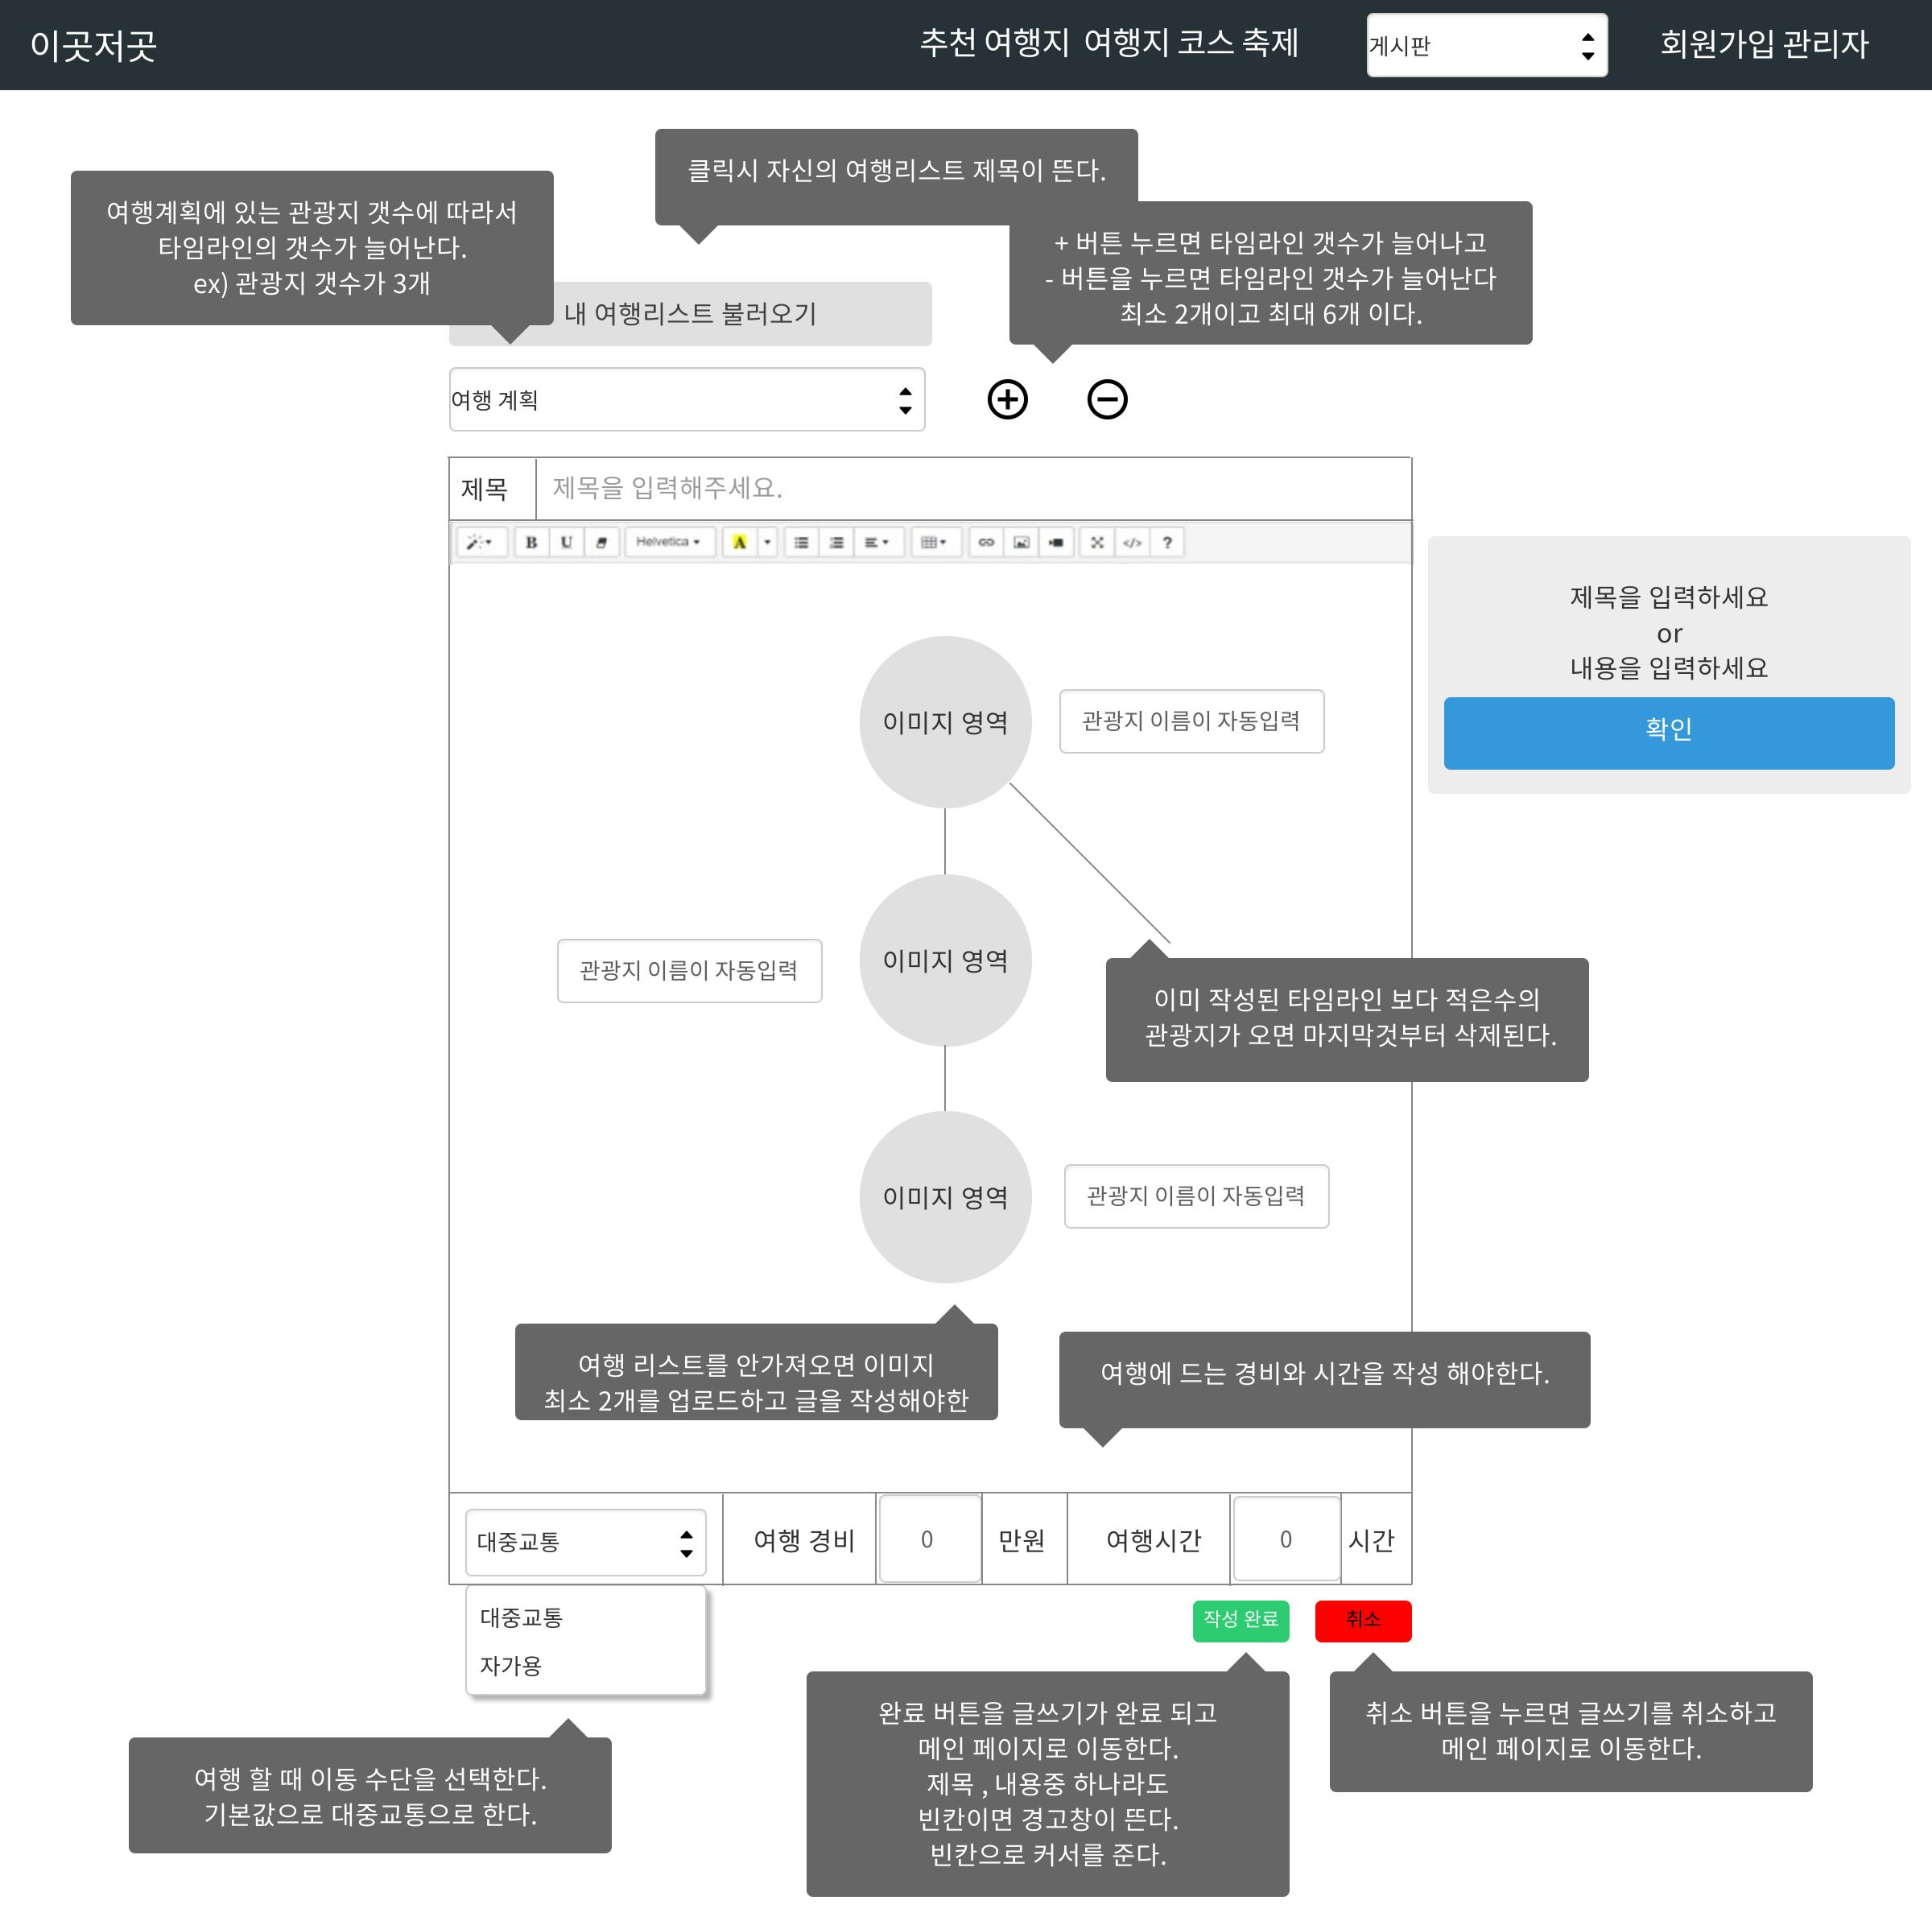 이곳저곳
추천 여행지 여행지 코스 축제
게시판
회원가입 관리자
클릭시 자신의 여행리스트 제목이 뜬다.
여행계획에 있는 관광지 갯수에 따라서
타임라인의 갯수가 늘어난다.
ex) 관광지 갯수가 3개
+ 버튼 누르면 타임라인 갯수가 늘어나고
- 버튼을 누르면 타임라인 갯수가 늘어난다
최소 2개이고 최대 6개 이다.
내 여행리스트 불러오기
여행 계획
제목
제목을 입력해주세요.
B U Helvetica A </> ?
제목을 입력하세요
or
내용을 입력하세요
확인
이미지 영역
관광지 이름이 자동입력
관광지 이름이 자동입력
이미지 영역
이미 작성된 타임라인 보다 적은수의
관광지가 오면 마지막것부터 삭제된다.
이미지 영역
관광지 이름이 자동입력
여행 리스트를 안가져오면 이미지
최소 2개를 업로드하고 글을 작성해야한
여행에 드는 경비와 시간을 작성 해야한다.
대중교통
여행 경비
0
만원
여행시간
0
시간
대중교통
자가용
작성 완료
취소
여행 할 때 이동 수단을 선택한다.
기본값으로 대중교통으로 한다.
완료 버튼을 글쓰기가 완료 되고
메인 페이지로 이동한다.
제목 , 내용중 하나라도
빈칸이면 경고창이 뜬다.
빈칸으로 커서를 준다.
취소 버튼을 누르면 글쓰기를 취소하고
메인 페이지로 이동한다.